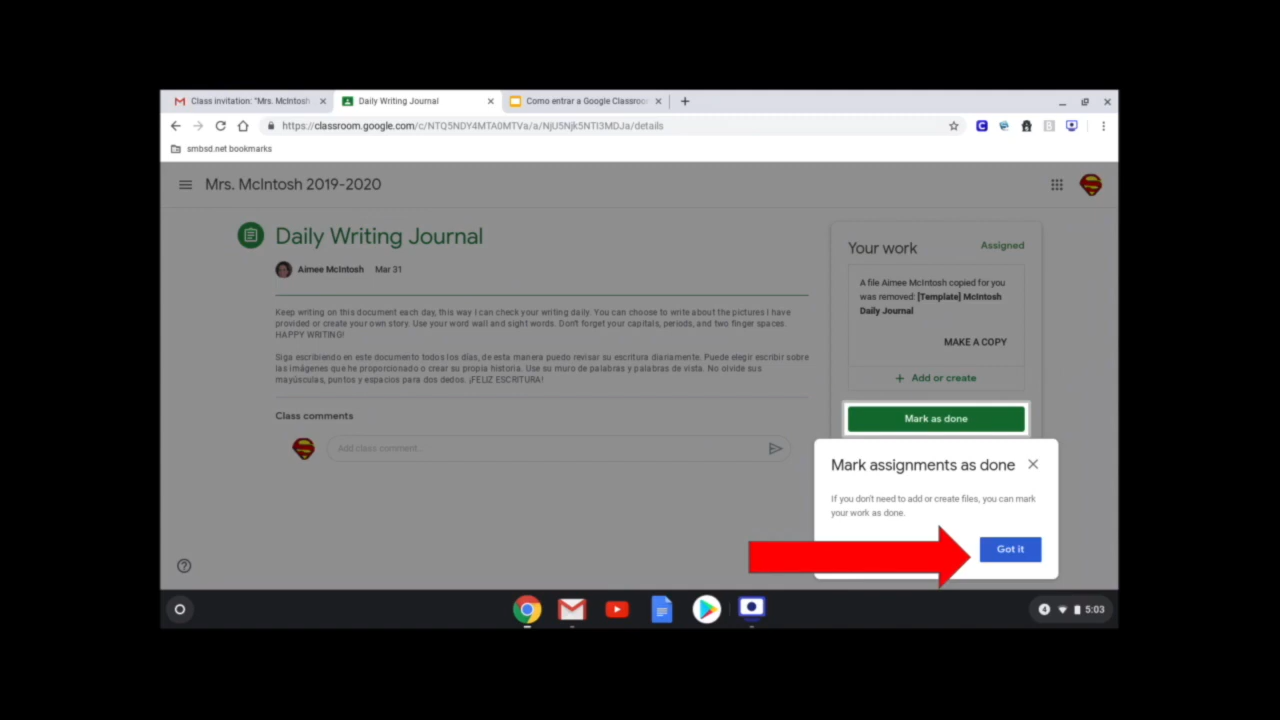 Class invitation: "Mrs. McIntosh
Daily Writing Journal
Como entrar a Google Classroo
https://classroom.google.com/c/NTQ5NDY4MTA0MTVa/a/NjU5Njk5NTI3MDJa/details
smbsd.net bookmarks
Mrs. McIntosh 2019-2020
Daily Writing Journal
Aimee McIntosh Mar 31
Keep writing on this document each day, this way I can check your writing daily. You can choose to write about the pictures I have
provided or create your own story. Use your word wall and sight words. Don't forget your capitals, periods, and two finger spaces.
HAPPY WRITING!
Siga escribiendo en este documento todos los días, de esta manera puedo revisar su escritura diariamente. Puede elegir escribir sobre
las imágenes que he proporcionado o crear su propia historia. Use su muro de palabras y palabras de vista. No olvide sus
mayúsculas, puntos y espacios para dos dedos. ¡FELIZ ESCRITURA!
Class comments
Add class comment...
Your work
Assigned
A file Aimee McIntosh copied for you
was removed: [Template] McIntosh
Daily Journal
MAKE A COPY
+ Add or create
Mark as done
Mark assignments as done
If you don't need to add or create files, you can mark
your work as done.
Got it
4
5:03